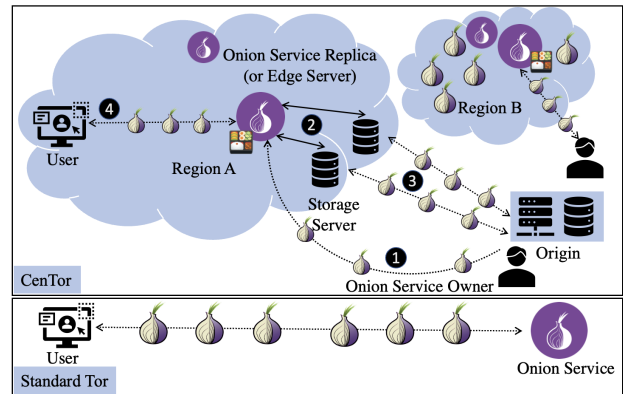 Onion Service Replica
(or Edge Server)
Region B
4
User
2
Region A
3
Storage
Server
1
Origin
Onion Service Owner
CenTor
User
Onion Service
Standard Tor